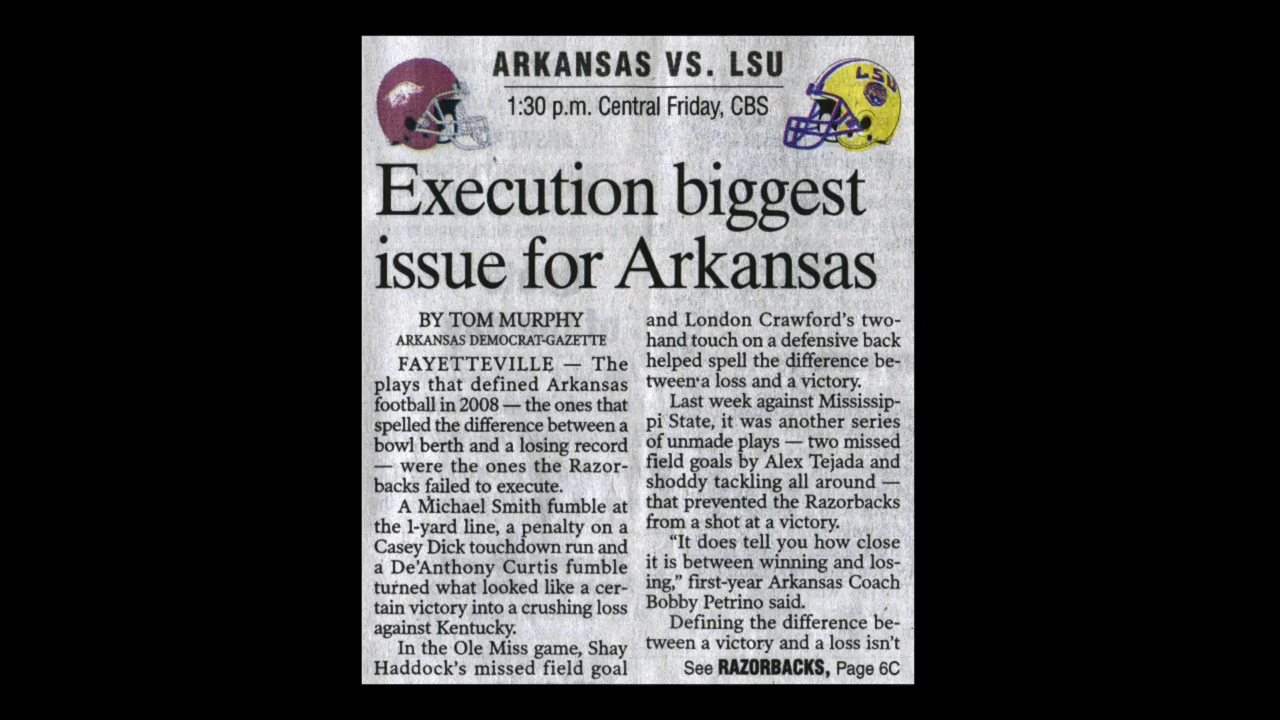 ARKANSAS VS. LSU
1:30 p.m. Central Friday, CBS
LSU
Execution biggest
issue for Arkansas
BY TOM MURPHY
ARKANSAS DEMOCRAT-GAZETTE
FAYETTEVILLE — The
plays that defined Arkansas
football in 2008 — the ones that
spelled the difference between a
bowl berth and a losing record
— were the ones the Razor-
backs failed to execute.
A Michael Smith fumble at
the 1-yard line, a penalty on a
Casey Dick touchdown run and
a De'Anthony Curtis fumble
turned what looked like a cer-
tain victory into a crushing loss
against Kentucky.
In the Ole Miss game, Shay
Haddock's missed field goal
and London Crawford's two-
hand touch on a defensive back
helped spell the difference be-
tween a loss and a victory.
Last week against Mississip-
pi State, it was another series
of unmade plays — two missed
field goals by Alex Tejada and
shoddy tackling all around —
that prevented the Razorbacks
from a shot at a victory.
“It does tell you how close
it is between winning and los-
ing,” first-year Arkansas Coach
Bobby Petrino said.
Defining the difference be-
tween a victory and a loss isn't
See RAZORBACKS, Page 6C